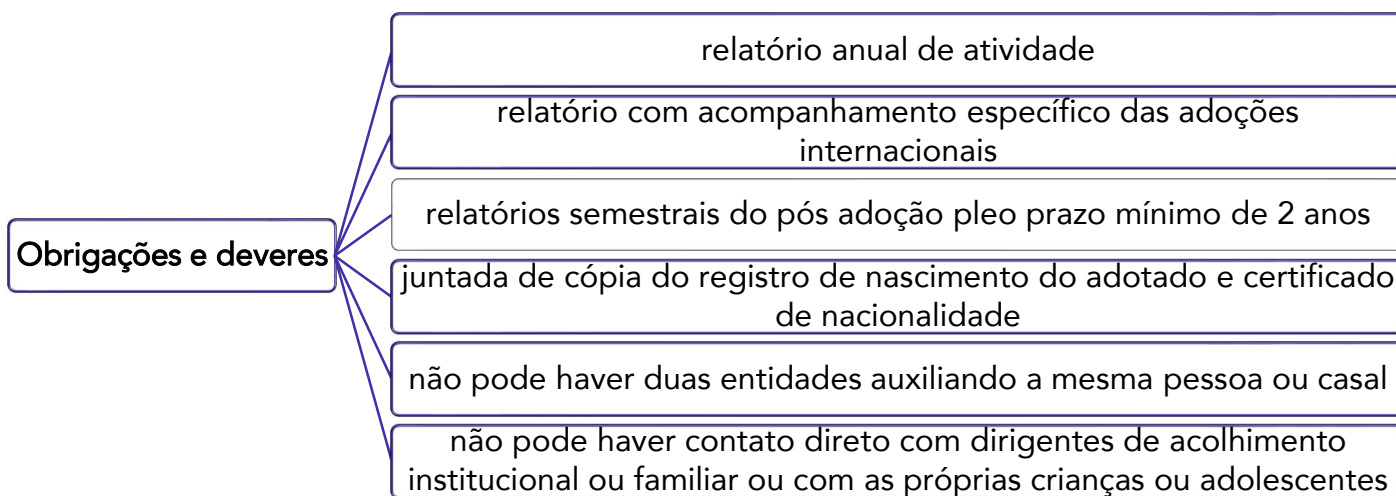 relatório anual de atividade
relatório com acompanhamento específico das adoções
internacionais
relatórios semestrais do pós adoção pleo prazo mínimo de 2 anos
Obrigações e deveres
juntada de cópia do registro de nascimento do adotado e certificado
de nacionalidade
não pode haver duas entidades auxiliando a mesma pessoa ou casal
não pode haver contato direto com dirigentes de acolhimento
institucional ou familiar ou com as próprias crianças ou adolescentes